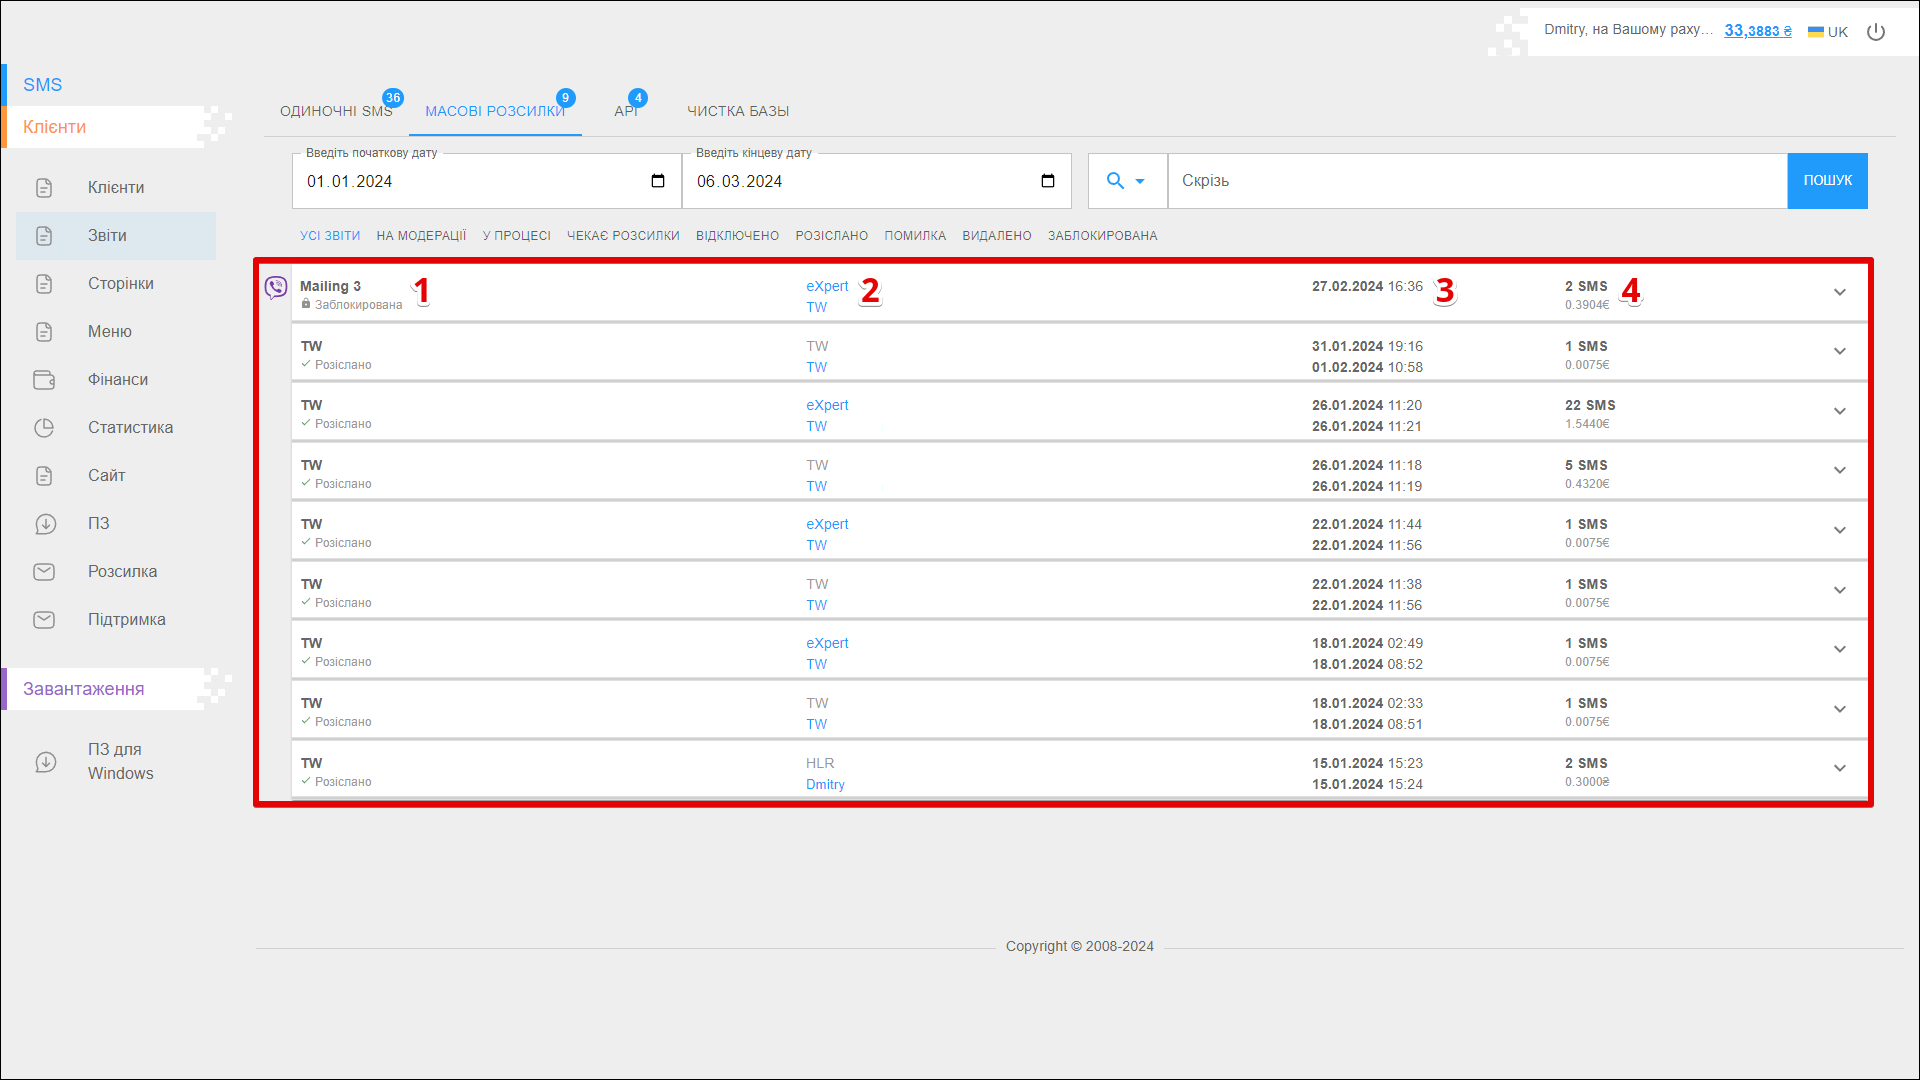 Dmitry, на Вашому раху... 33,3883 ₴ UK
SMS
Клієнти
Клієнти
Звіти
Сторінки
Меню
Фінанси
Статистика
Сайт
ПЗ
Розсилка
Підтримка
Завантаження
ПЗ для
Windows
ОДИНОЧНІ SMS 36 МАСОВІ РОЗСИЛКИ 9 API 4 ЧИСТКА БАЗЫ
Введіть початкову дату Введіть кінцеву дату
01.01.2024 06.03.2024 Скрізь ПОШУК
УСІ ЗВІТИ НА МОДЕРАЦІЇ У ПРОЦЕСІ ЧЕКАЄ РОЗСИЛКИ ВІДКЛЮЧЕНО РОЗІСЛАНО ПОМИЛКА ВИДАЛЕНО ЗАБЛОКИРОВАНА
Mailing 3 1 eXpert 2 27.02.2024 16:36 3 2 SMS 4
Заблокирована TW 0.3904€
TW TW 31.01.2024 19:16 1 SMS
Розіслано TW 01.02.2024 10:58 0.0075€
TW eXpert 26.01.2024 11:20 22 SMS
Розіслано TW 26.01.2024 11:21 1.5440€
TW TW 26.01.2024 11:18 5 SMS
Розіслано TW 26.01.2024 11:19 0.4320€
TW eXpert 22.01.2024 11:44 1 SMS
Розіслано TW 22.01.2024 11:56 0.0075€
TW TW 22.01.2024 11:38 1 SMS
Розіслано TW 22.01.2024 11:56 0.0075€
TW eXpert 18.01.2024 02:49 1 SMS
Розіслано TW 18.01.2024 08:52 0.0075€
TW TW 18.01.2024 02:33 1 SMS
Розіслано TW 18.01.2024 08:51 0.0075€
TW HLR 15.01.2024 15:23 2 SMS
Розіслано Dmitry 15.01.2024 15:24 0.3000₴
Copyright © 2008-2024